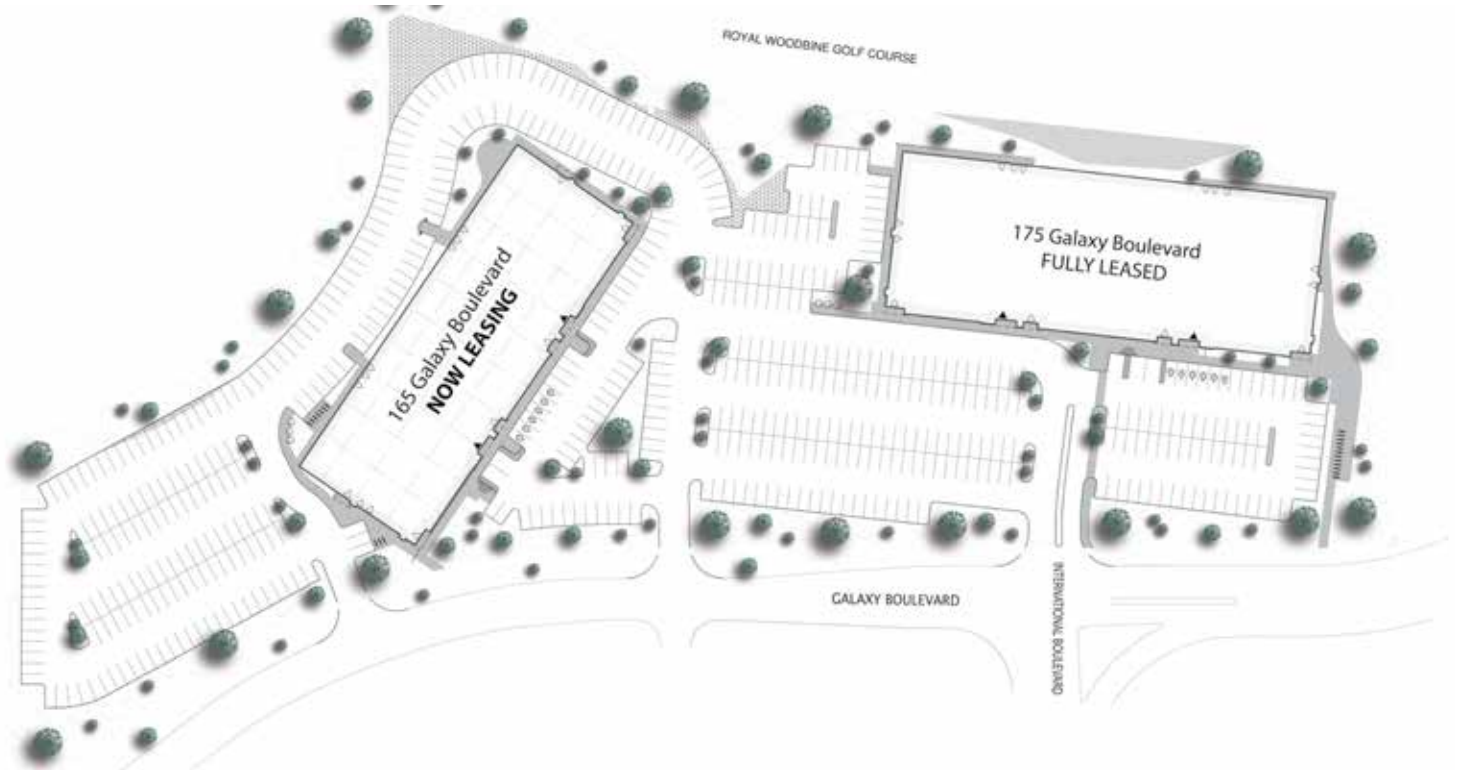 ROYAL WOODBINE GOLF COURSE
175 Galaxy Boulevard
FULLY LEASED
165 Galaxy Boulevard
NOW LEASING
GALAXY BOULEVARD
INTERNATIONAL BOULEVARD